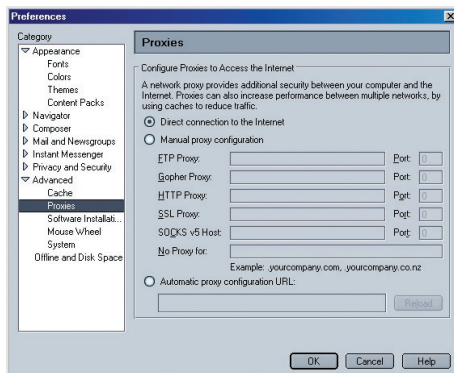 Preferences
Category
Appearance
Fonts
Colors
Themes
Content Packs
Navigator
Composer
Mail and Newsgroups
Instant Messenger
Privacy and Security
Advanced
Cache
Proxies
Software Installati...
Mouse Wheel
System
Offline and Disk Space
Proxies
Configure Proxies to Access the Internet
A network proxy provides additional security between your computer and the
Internet. Proxies can also increase performance between multiple networks, by
using caches to reduce traffic.
Direct connection to the Internet
Manual proxy configuration
FTP Proxy: Port: 0
Gopher Proxy: Port: 0
HTTP Proxy: Port: 0
SSL Proxy: Port: 0
SOCKS v5 Host: Port: 0
No Proxy for:
Example: .yourcompany.com, .yourcompany.co.nz
Automatic proxy configuration URL:
Reload
OK Cancel Help